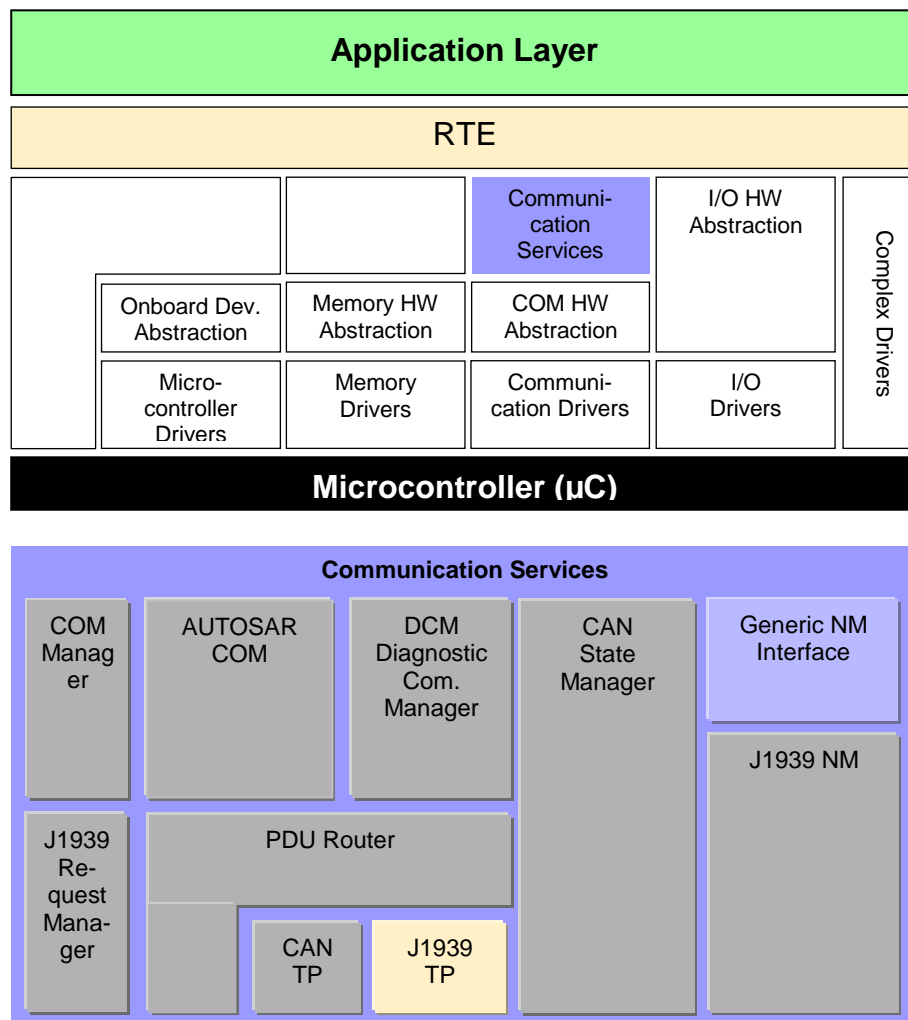 Application Layer
RTE
Communi-
cation
Services
I/O HW
Abstraction
Complex Drivers
Onboard Dev.
Abstraction
Memory HW
Abstraction
COM HW
Abstraction
Micro-
controller
Drivers
Memory
Drivers
Communi-
cation Drivers
I/O
Drivers
Microcontroller (µC)
Communication Services
COM
Manag
er
AUTOSAR
COM
DCM
Diagnostic
Com.
Manager
CAN
State
Manager
Generic NM
Interface
J1939 NM
J1939
Re-
quest
Mana-
ger
PDU Router
CAN
TP
J1939
TP